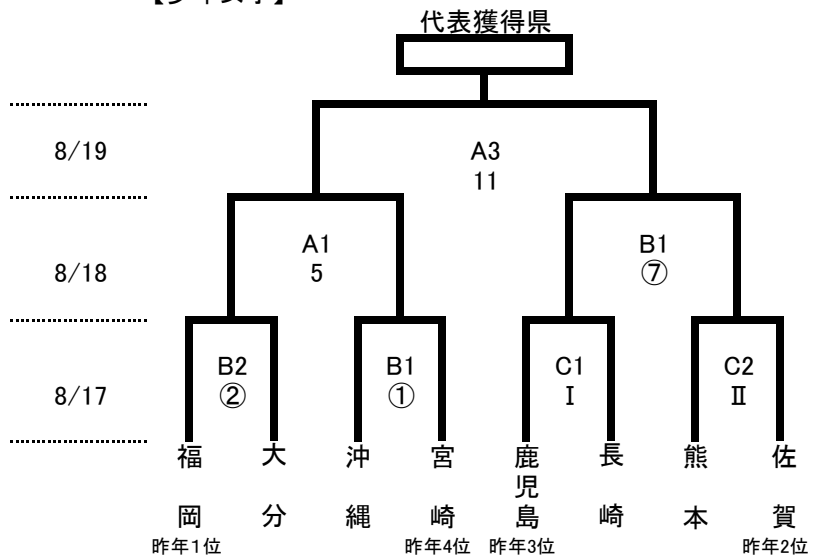 代表獲得県
8/19
A3
11
8/18
A1
5
B1
⑦
8/17
B2
②
B1
①
C1
Ⅰ
C2
Ⅱ
福岡
大分
沖縄
宮崎
鹿児島
長崎
熊本
佐賀
昨年1位
昨年4位
昨年3位
昨年2位